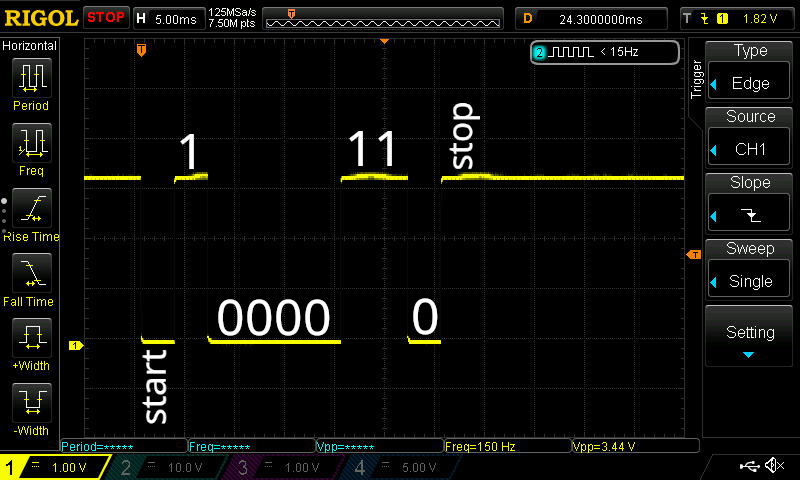 RIGOL STOP H 5.00ms 125MSa/s 7.50M pts T D 24.3000000ms T 1 1.82 V
Horizontal
Period
Freq
Rise Time
Fall Time
+Width
-Width
T
2 < 15Hz
1
11
stop
0000
0
start
1
T
Trigger
Type
Edge
Source
CH1
Slope
Sweep
Single
Setting
Period=***** Freq=***** Vpp=***** Freq=150 Hz Vpp=3.44 V
1 = 1.00 V 2 = 10.0 V 3 = 1.00 V 4 = 5.00 V